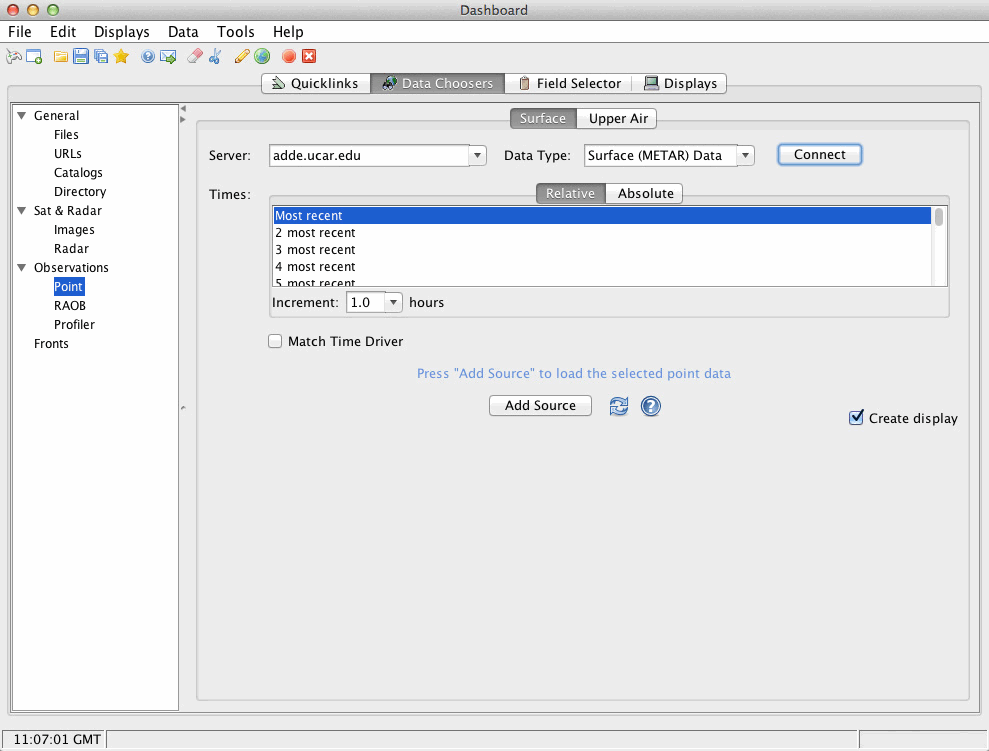 Dashboard
File Edit Displays Data Tools Help
Quicklinks Data Choosers Field Selector Displays
General
Files
URLs
Catalogs
Directory
Sat & Radar
Images
Radar
Observations
Point
RAOB
Profiler
Fronts
Surface Upper Air
Server: adde.ucar.edu Data Type: Surface (METAR) Data Connect
Times: Relative Absolute
Most recent
2 most recent
3 most recent
4 most recent
5 most recent
Increment: 1.0 hours
Match Time Driver
Press "Add Source" to load the selected point data
Add Source
Create display
11:07:01 GMT